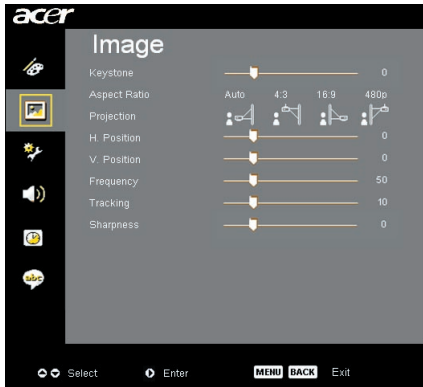 acer
Image
Keystone 0
Aspect Ratio Auto 4:3 16:9 480p
Projection
H. Position 0
V. Position 0
Frequency 50
Tracking 10
Sharpness 0
abc
Select Enter MENU BACK Exit